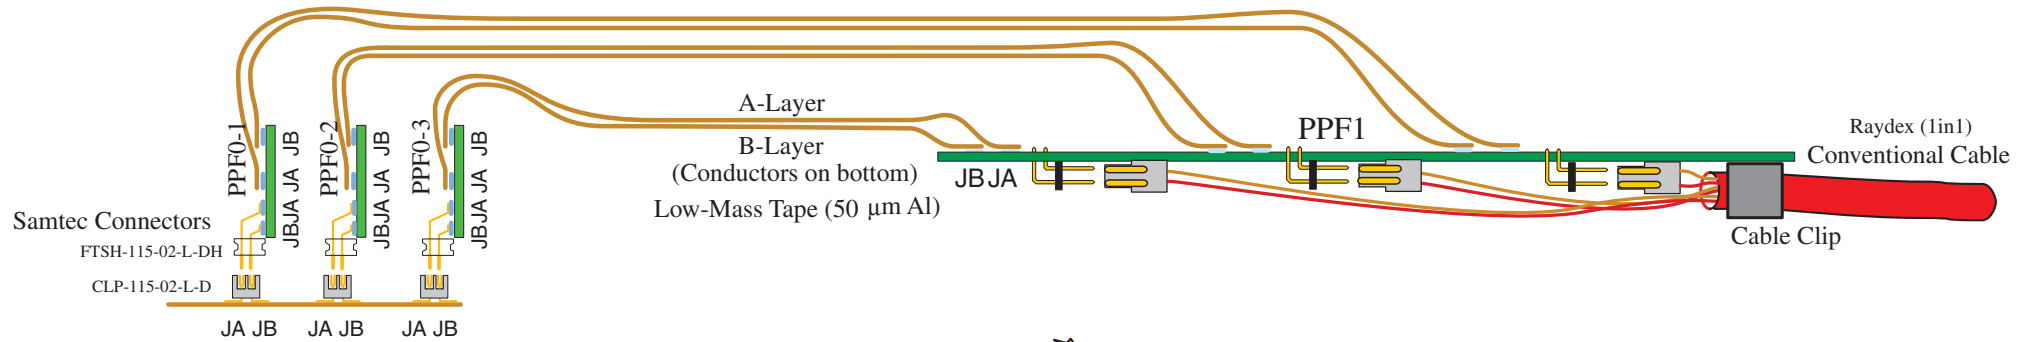 A-Layer
B-Layer
(Conductors on bottom)
Low-Mass Tape (50 µm Al)
PPF1
JB JA
Raydex (1in1)
Conventional Cable
Cable Clip
PPF0-1
JBJA JA JB
PPF0-2
JBJA JA JB
PPF0-3
JBJA JA JB
Samtec Connectors
FTSH-115-02-L-DH
CLP-115-02-L-D
JA JB JA JB JA JB